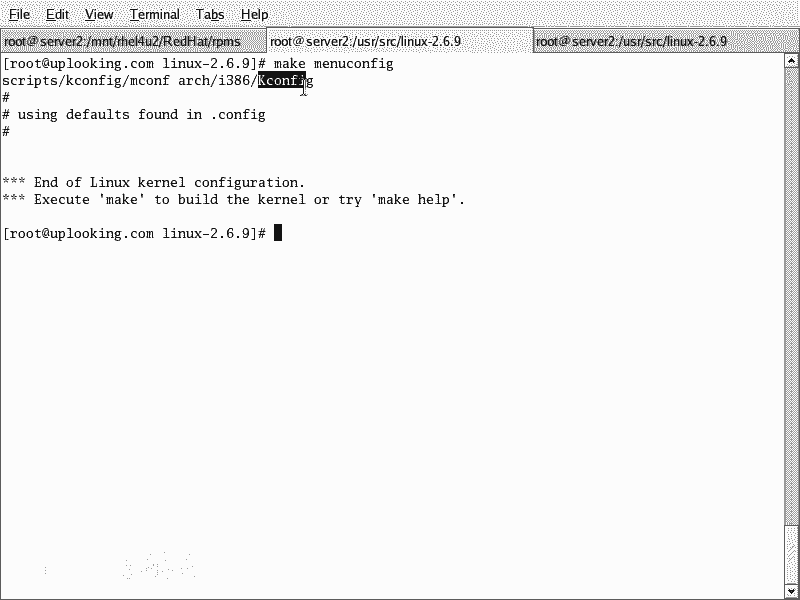 File Edit View Terminal Tabs Help
root@server2:/mnt/rhel4u2/RedHat/rpms root@server2:/usr/src/linux-2.6.9 root@server2:/usr/src/linux-2.6.9
[root@uplooking.com linux-2.6.9]# make menuconfig
scripts/kconfig/mconf arch/i386/Kconfig
#
# using defaults found in .config
#
*** End of Linux kernel configuration.
*** Execute 'make' to build the kernel or try 'make help'.
[root@uplooking.com linux-2.6.9]#